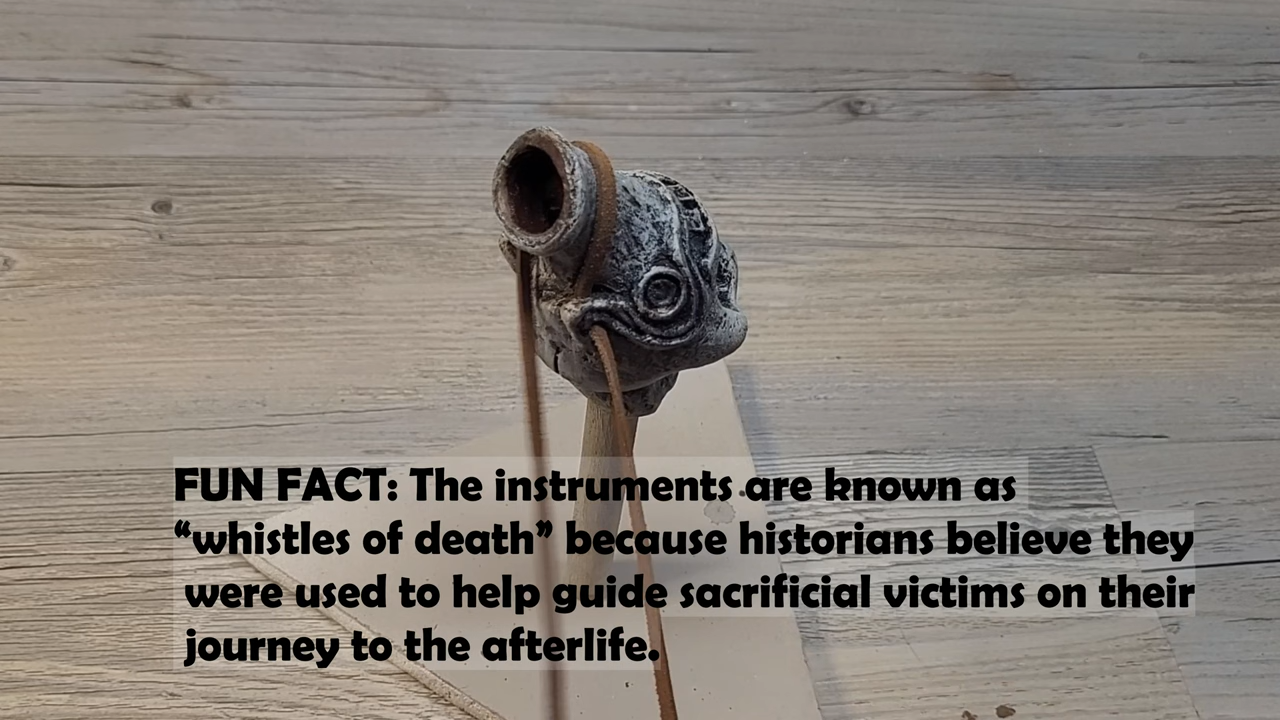 FUN FACT: The instruments are known as
“whistles of death” because historians believe they
were used to help guide sacrificial victims on their
journey to the afterlife.